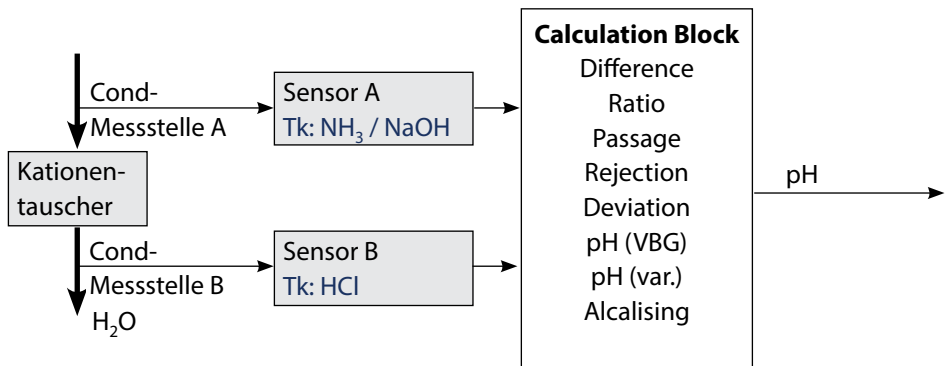 Cond-
Messstelle A
Kationen-
tauscher
Cond-
Messstelle B
H₂O
Sensor A
Tk: NH₃ / NaOH
Sensor B
Tk: HCl
Calculation Block
Difference
Ratio
Passage
Rejection
Deviation
pH (VBG)
pH (var.)
Alcalising
pH